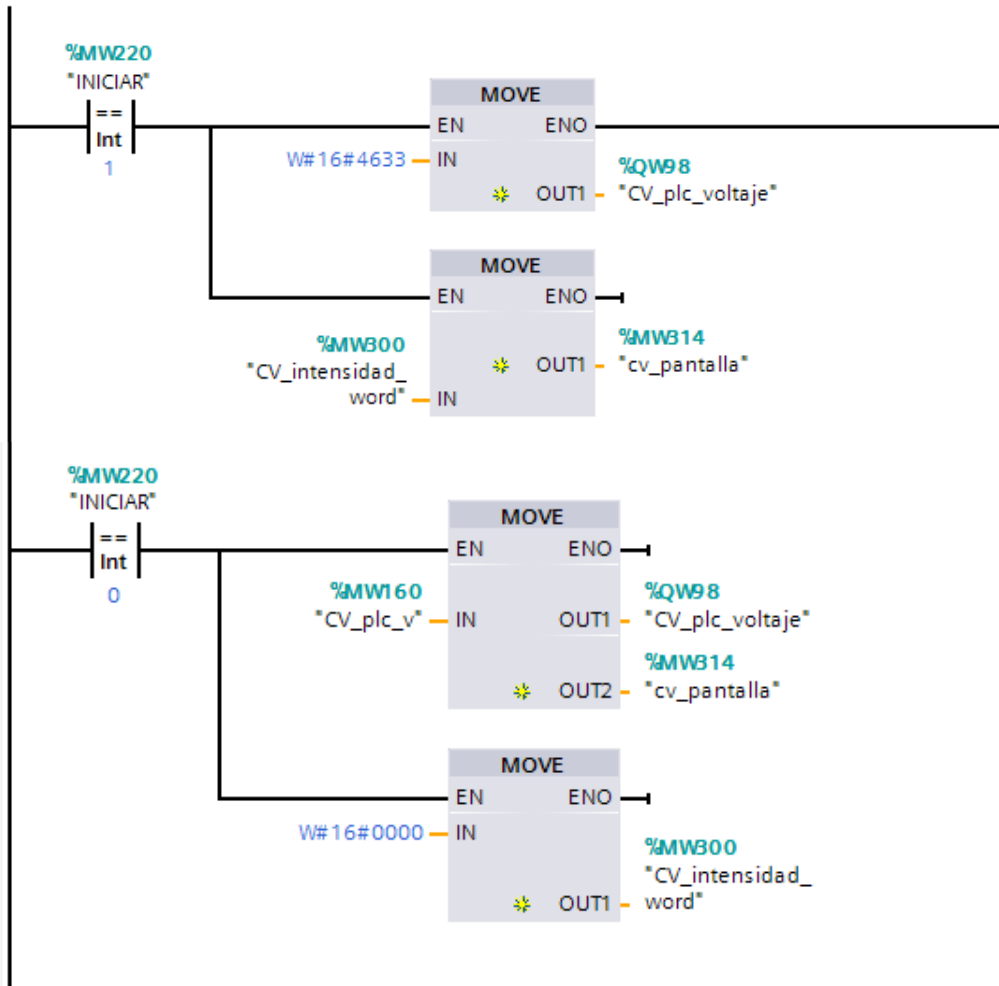 %MW220
"INICIAR"
==
Int
1
MOVE
EN ENO
W#16#4633 IN
%QW98
OUT1 "CV_plc_voltaje"
MOVE
EN ENO
%MW300
"CV_intensidad_
word" IN
%MW314
OUT1 "cv_pantalla"
%MW220
"INICIAR"
==
Int
0
MOVE
EN ENO
%MW160
"CV_plc_v" IN
%QW98
OUT1 "CV_plc_voltaje"
%MW314
OUT2 "cv_pantalla"
MOVE
EN ENO
W#16#0000 IN
%MW300
"CV_intensidad_
OUT1 word"